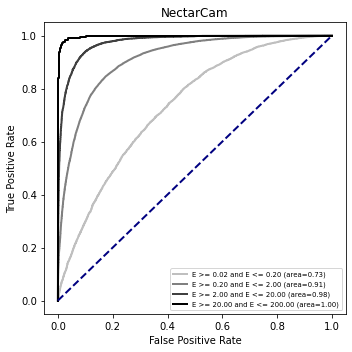 NectarCam
True Positive Rate
1.0
0.8
0.6
0.4
0.2
0.0
E >= 0.02 and E <= 0.20 (area=0.73)
E >= 0.20 and E <= 2.00 (area=0.91)
E >= 2.00 and E <= 20.00 (area=0.98)
E >= 20.00 and E <= 200.00 (area=1.00)
0.0 0.2 0.4 0.6 0.8 1.0
False Positive Rate